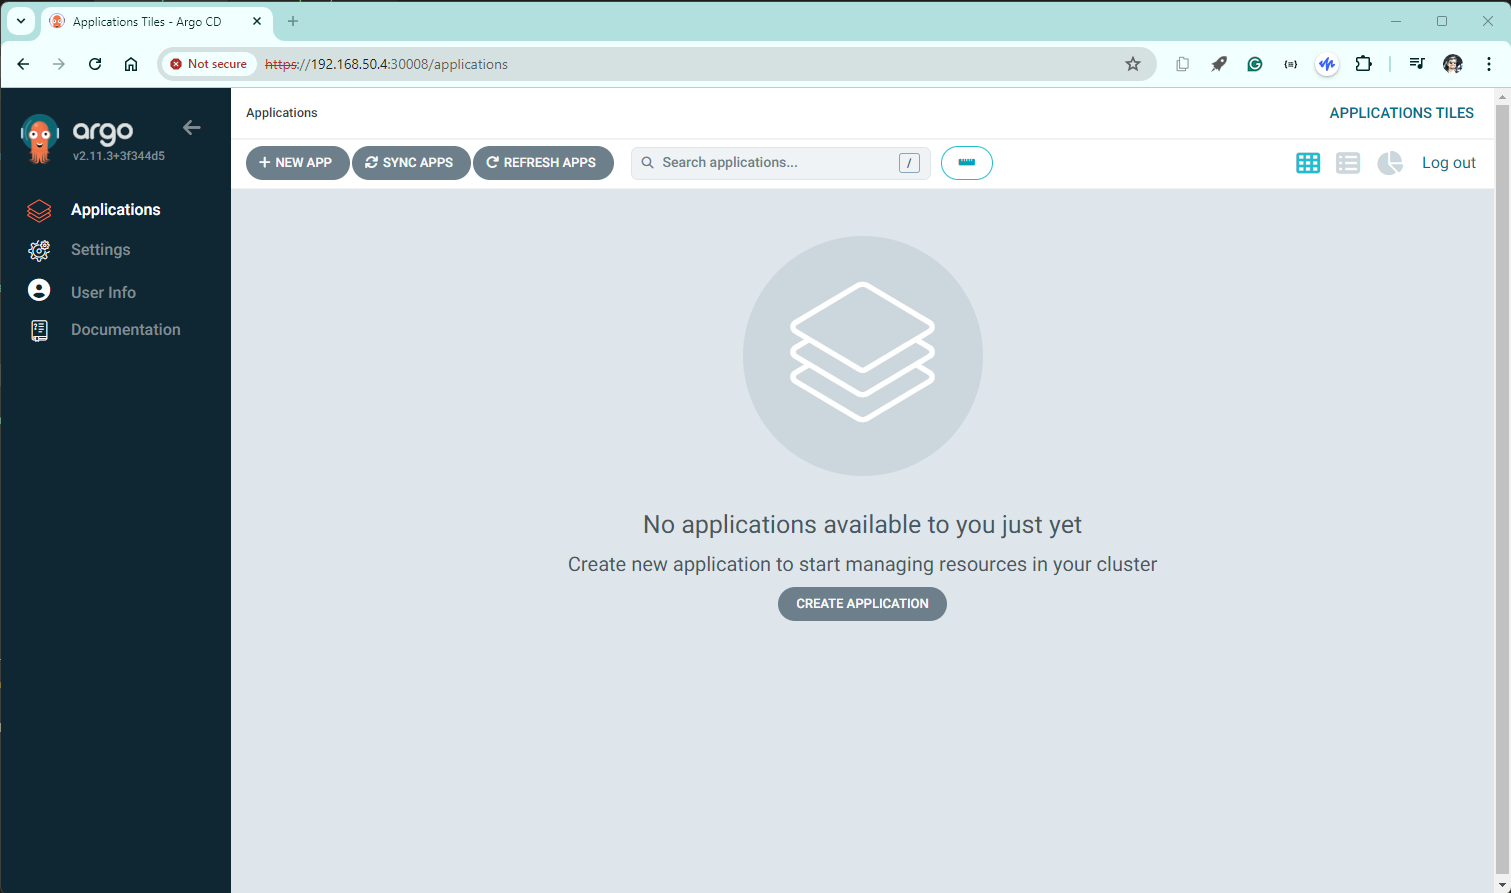 Applications Tiles - Argo CD
Not secure https://192.168.50.4:30008/applications
argo
v2.11.3+3f344d5
Applications
Settings
User Info
Documentation
Applications
APPLICATIONS TILES
NEW APP
SYNC APPS
REFRESH APPS
Search applications...
/
Log out
No applications available to you just yet
Create new application to start managing resources in your cluster
CREATE APPLICATION